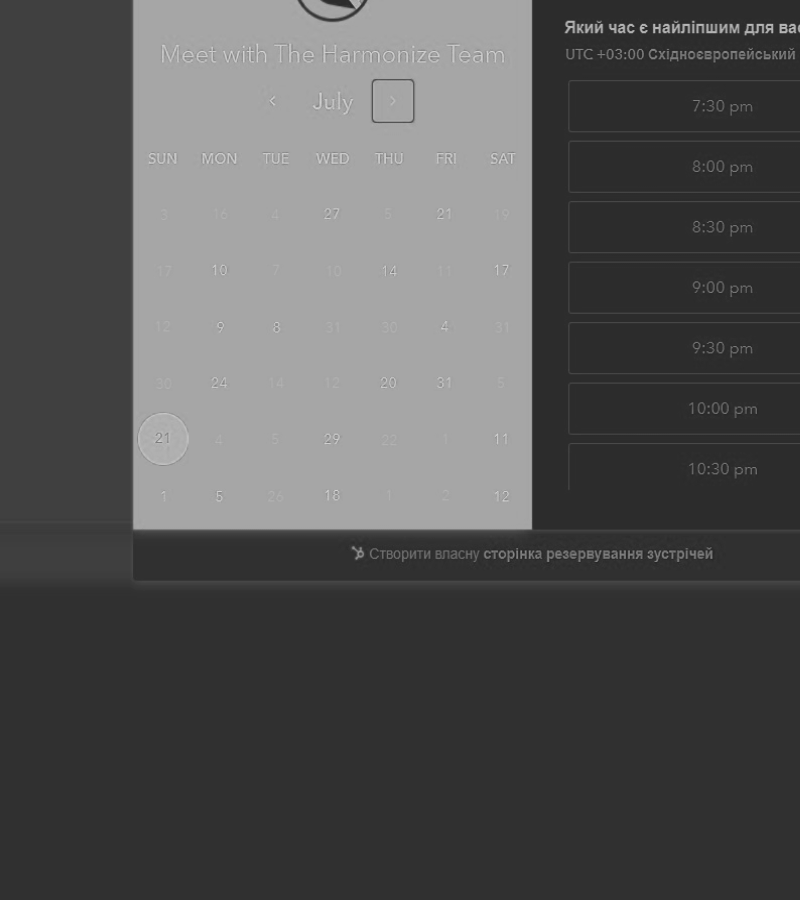 Meet with The Harmonize Team
July
SUN MON TUE WED THU FRI SAT
3 16 4 27 5 21 19
17 10 7 10 14 11 17
12 9 8 31 30 4 31
30 24 14 12 20 31 5
21 4 5 29 22 1 11
1 5 26 18 1 2 12
Який час є найліпшим для вас
UTC +03:00 Східноєвропейський
7:30 pm
8:00 pm
8:30 pm
9:00 pm
9:30 pm
10:00 pm
10:30 pm
Створити власну сторінка резервування зустрічей